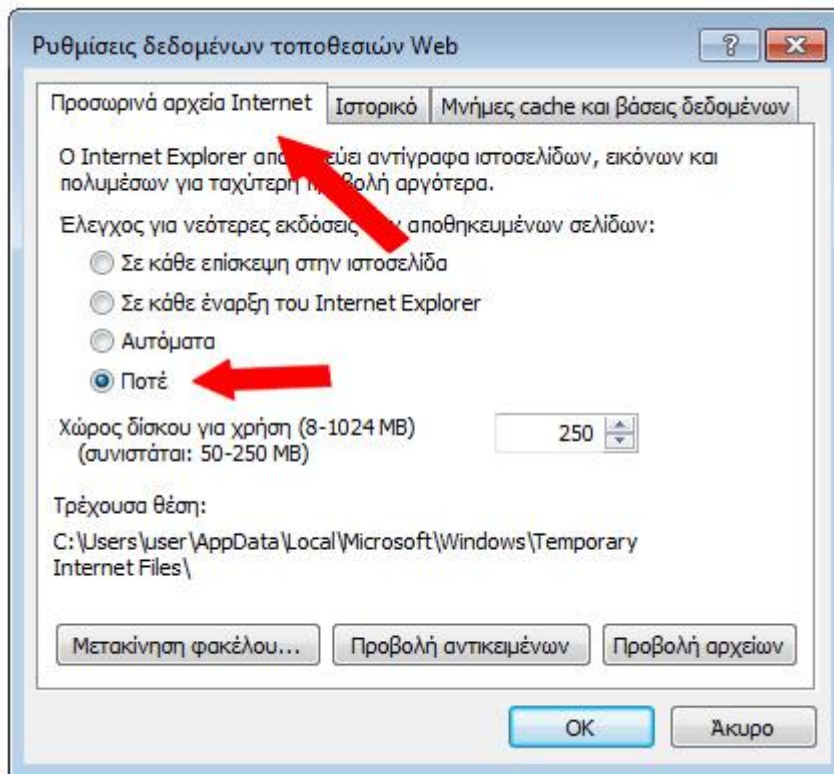 Ρυθμίσεις δεδομένων τοποθεσιών Web
Προσωρινά αρχεία Internet
Ιστορικό
Μνήμες cache και βάσεις δεδομένων
Ο Internet Explorer αντίγραφα ιστοσελίδων, εικόνων και
πολυμέσων για ταχύτερη προβολή αργότερα.
Έλεγχος για νεότερες εκδόσεις των αποθηκευμένων σελίδων:
Σε κάθε επίσκεψη στην ιστοσελίδα
Σε κάθε έναρξη του Internet Explorer
Αυτόματα
Ποτέ
Χώρος δίσκου για χρήση (8-1024 MB)
(συνιστάται: 50-250 MB)
250
Τρέχουσα θέση:
C:\Users\user\AppData\Local\Microsoft\Windows\Temporary
Internet Files\
Μετακίνηση φακέλου...
Προβολή αντικειμένων
Προβολή αρχείων
OK
Άκυρο